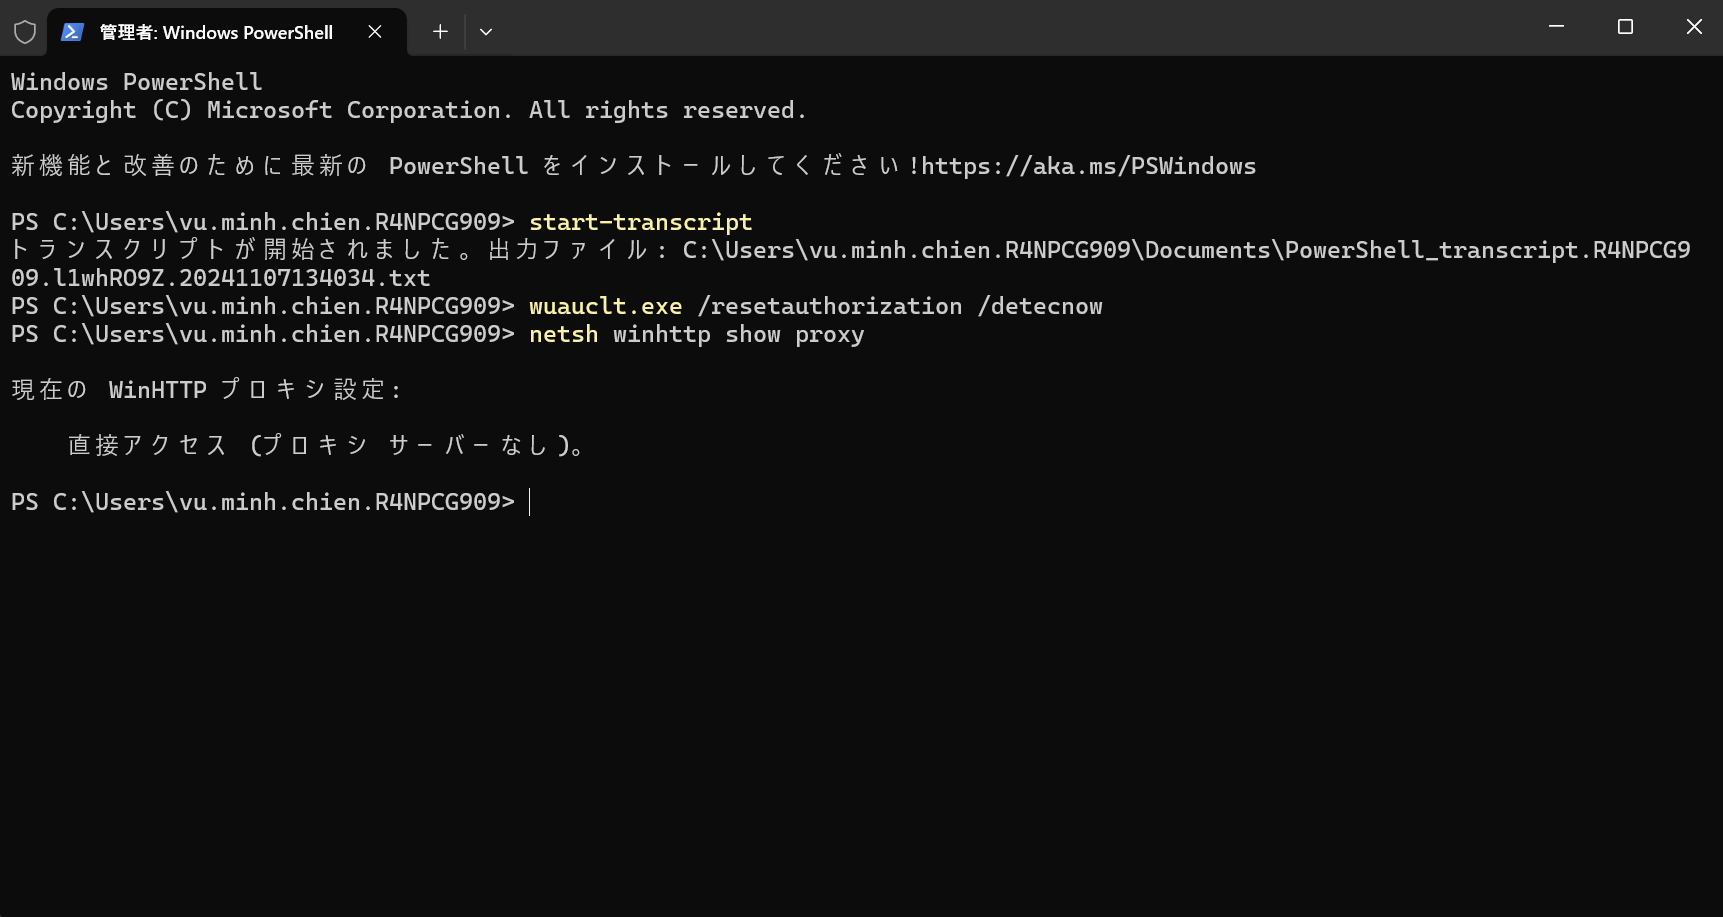 管理者: Windows PowerShell
Windows PowerShell
Copyright (C) Microsoft Corporation. All rights reserved.
新機能と改善のために最新の PowerShell をインストールしてください!https://aka.ms/PSWindows
PS C:\Users\vu.minh.chien.R4NPCG909> start-transcript
トランスクリプトが開始されました。出力ファイル: C:\Users\vu.minh.chien.R4NPCG909\Documents\PowerShell_transcript.R4NPCG9
09.l1whRO9Z.20241107134034.txt
PS C:\Users\vu.minh.chien.R4NPCG909> wuauclt.exe /resetauthorization /detecnow
PS C:\Users\vu.minh.chien.R4NPCG909> netsh winhttp show proxy
現在の WinHTTP プロキシ設定:
直接アクセス (プロキシ サーバーなし)。
PS C:\Users\vu.minh.chien.R4NPCG909>